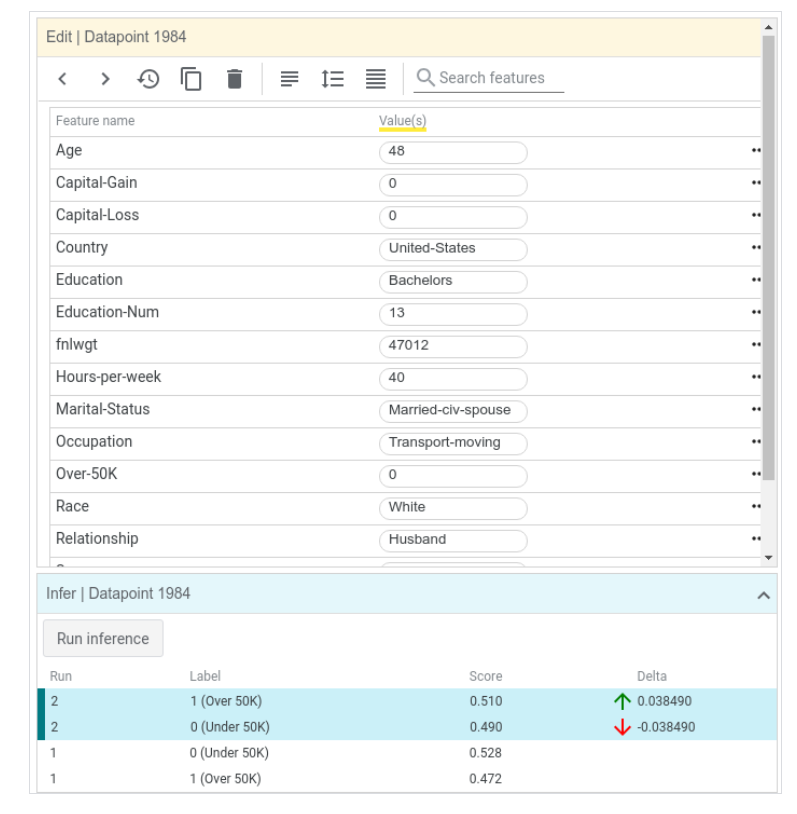 Edit | Datapoint 1984
Search features
Feature name Value(s)
Age 48
Capital-Gain 0
Capital-Loss 0
Country United-States
Education Bachelors
Education-Num 13
fnlwgt 47012
Hours-per-week 40
Marital-Status Married-civ-spouse
Occupation Transport-moving
Over-50K 0
Race White
Relationship Husband
Infer | Datapoint 1984
Run inference
Run Label Score Delta
2 1 (Over 50K) 0.510 0.038490
2 0 (Under 50K) 0.490 -0.038490
1 0 (Under 50K) 0.528
1 1 (Over 50K) 0.472